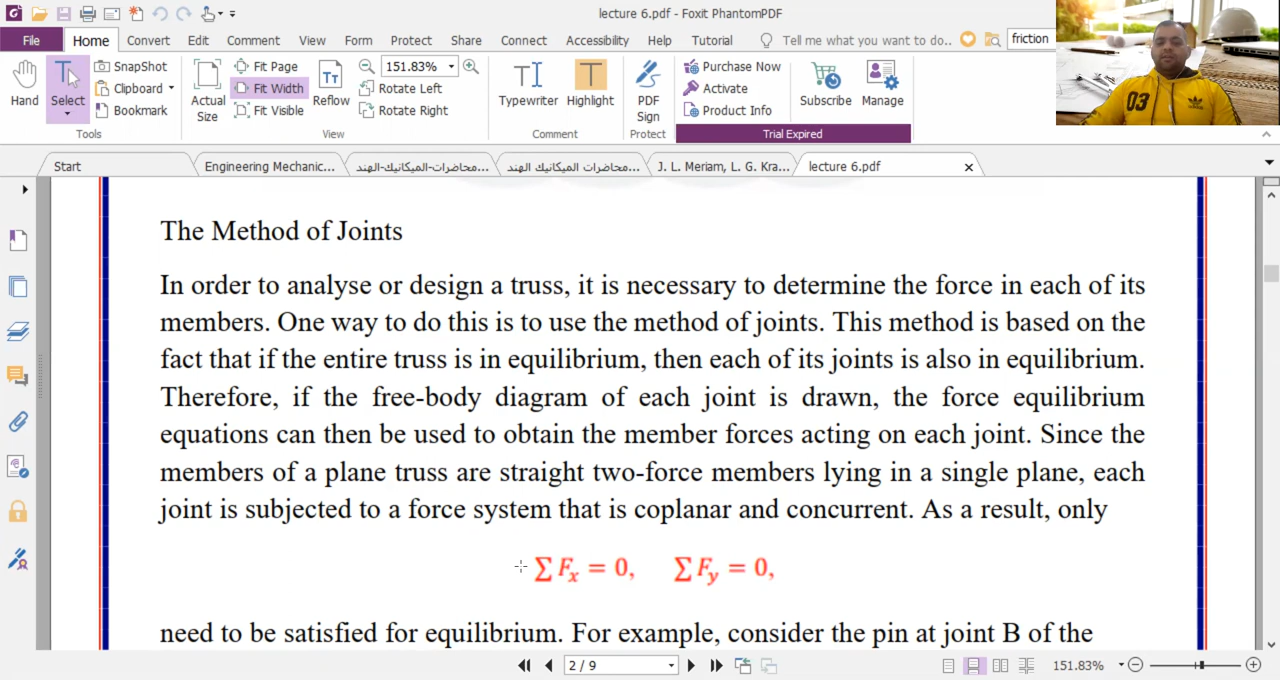 lecture 6.pdf - Foxit PhantomPDF
File Home Convert Edit Comment View Form Protect Share Connect Accessibility Help Tutorial Tell me what you want to do.. friction
Hand
Select
SnapShot
Clipboard
Bookmark
Tools
Actual Size
Fit Page
Fit Width
Fit Visible
Reflow
151.83%
Rotate Left
Rotate Right
View
Typewriter
Highlight
Comment
PDF Sign
Protect
Purchase Now
Activate
Product Info
Trial Expired
Subscribe
Manage
03
adidas
Start Engineering Mechanic... محاضرات-الميكانيك-الهند... محاضرات الميكانيك الهند... J. L. Meriam, L. G. Kra... lecture 6.pdf
The Method of Joints
In order to analyse or design a truss, it is necessary to determine the force in each of its
members. One way to do this is to use the method of joints. This method is based on the
fact that if the entire truss is in equilibrium, then each of its joints is also in equilibrium.
Therefore, if the free-body diagram of each joint is drawn, the force equilibrium
equations can then be used to obtain the member forces acting on each joint. Since the
members of a plane truss are straight two-force members lying in a single plane, each
joint is subjected to a force system that is coplanar and concurrent. As a result, only
∑ Fₓ = 0, ∑ F_y = 0,
need to be satisfied for equilibrium. For example, consider the pin at joint B of the
2 / 9
151.83%